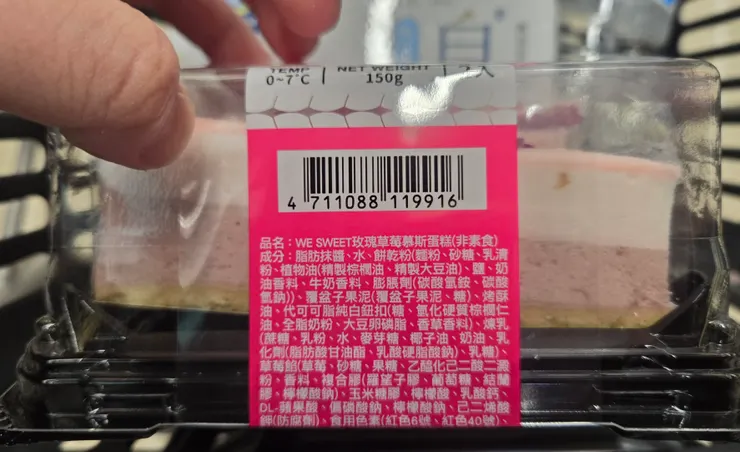 TEMP NET WEIGHT 2入
0~7°C 150g
4 711088 119916
品名：WE SWEET玫瑰草莓慕斯蛋糕(非素食)
成分：脂肪抹醬、水、餅乾粉(麵粉、砂糖、乳清
粉、植物油(精製棕櫚油、精製大豆油)、鹽、奶
油香料、牛奶香料、膨脹劑(碳酸氫銨、碳酸
氫鈉))、覆盆子果泥(覆盆子果泥、糖)、烤酥
油、代可可脂純白鈕扣(糖、氫化硬質棕櫚仁
油、全脂奶粉、大豆卵磷脂、香草香料)、煉乳
(蔗糖、乳粉、水、麥芽糖、椰子油、奶油、乳
化劑(脂肪酸甘油酯、乳酸硬脂酸鈉)、乳糖)、
草莓餡(草莓、砂糖、果糖、乙醯化己二酸二澱
粉、香料、複合膠(羅望子膠、葡萄糖、結蘭
膠、檸檬酸鈉)、玉米糖膠、檸檬酸、乳酸鈣、
DL-蘋果酸、偏磷酸鈉、檸檬酸鈉、己二烯酸
鉀(防腐劑)、食用色素(紅色6號、紅色40號)、